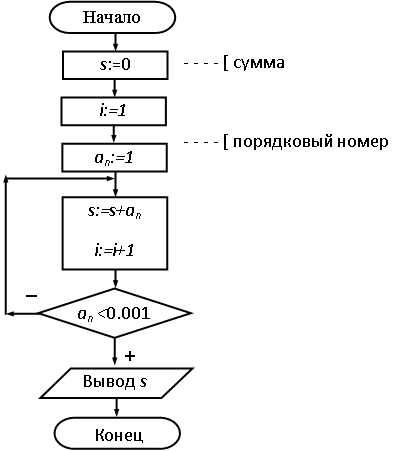 Начало
s:=0 - - - - [ сумма
i:=1
- - - - [ порядковый номер
an:=1
s:=s+an
i:=i+1
–
an <0.001
+
Вывод s
Конец